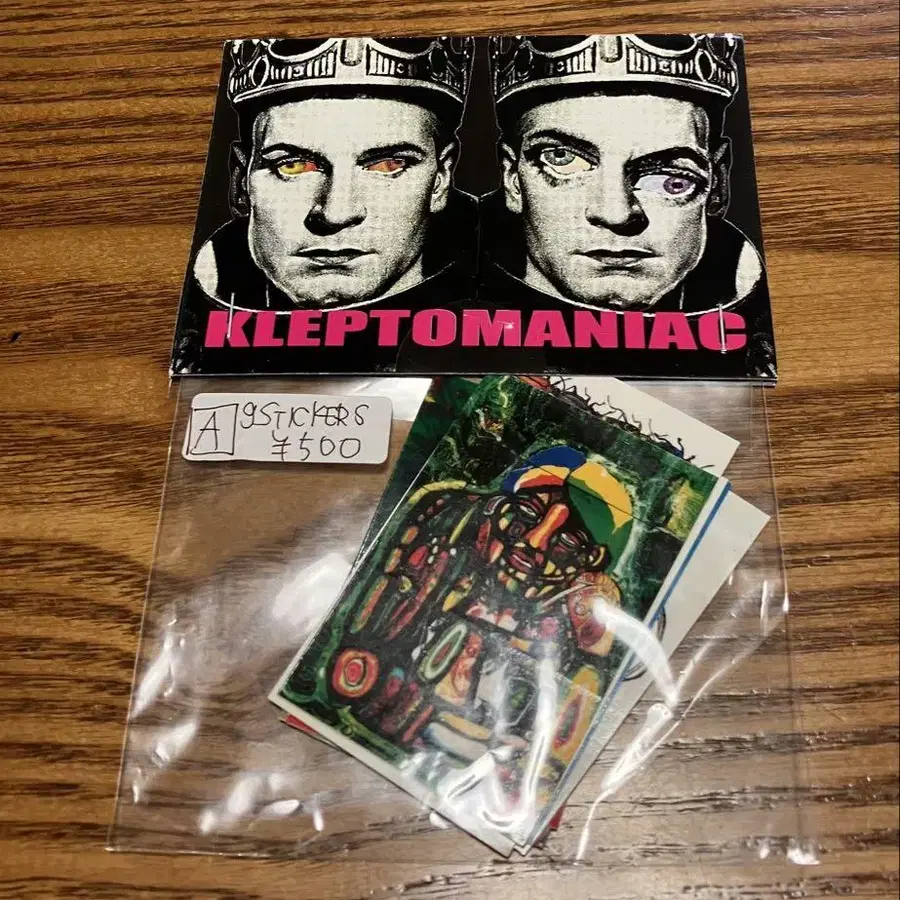 KLEPTOMANIAC
A 9STICKERS
¥500